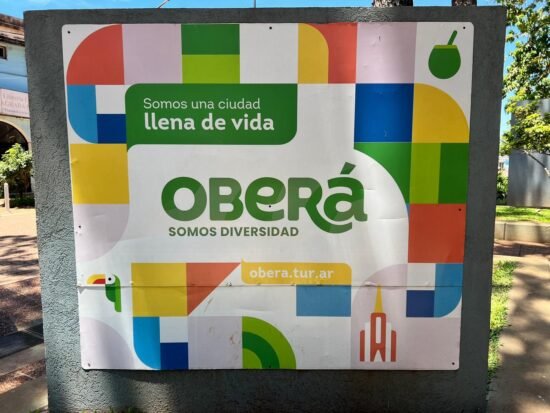 Somos una ciudad
llena de vida
OBERÁ
SOMOS DIVERSIDAD
obera.tur.ar